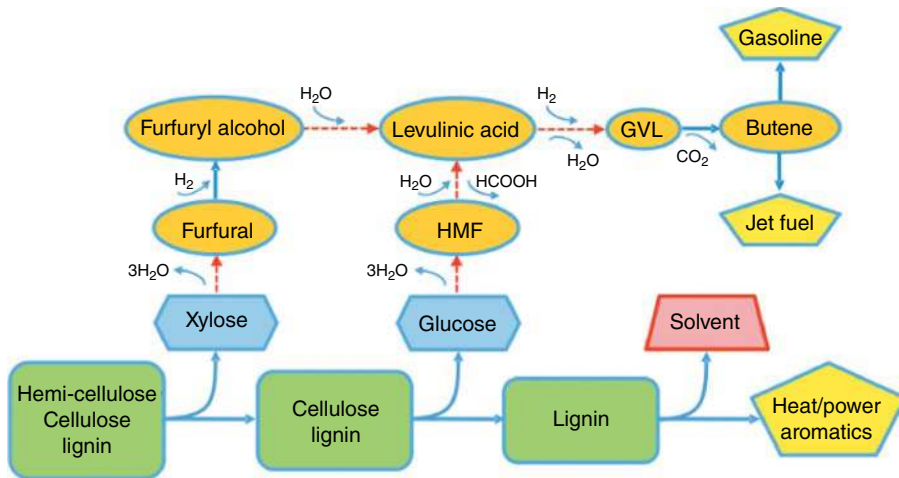 Gasoline
H₂O
H₂
Furfuryl alcohol
Levulinic acid
GVL
Butene
H₂O
CO₂
H₂
H₂O
HCOOH
Furfural
HMF
Jet fuel
3H₂O
3H₂O
Xylose
Glucose
Solvent
Hemi-cellulose
Cellulose
lignin
Cellulose
lignin
Lignin
Heat/power
aromatics